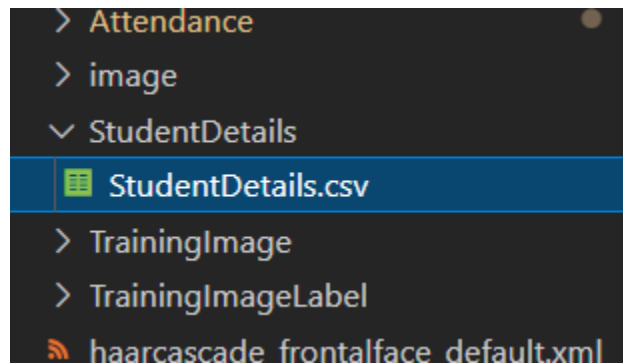 Attendance
image
StudentDetails
StudentDetails.csv
TrainingImage
TrainingImageLabel
haarcascade_frontalface_default.xml